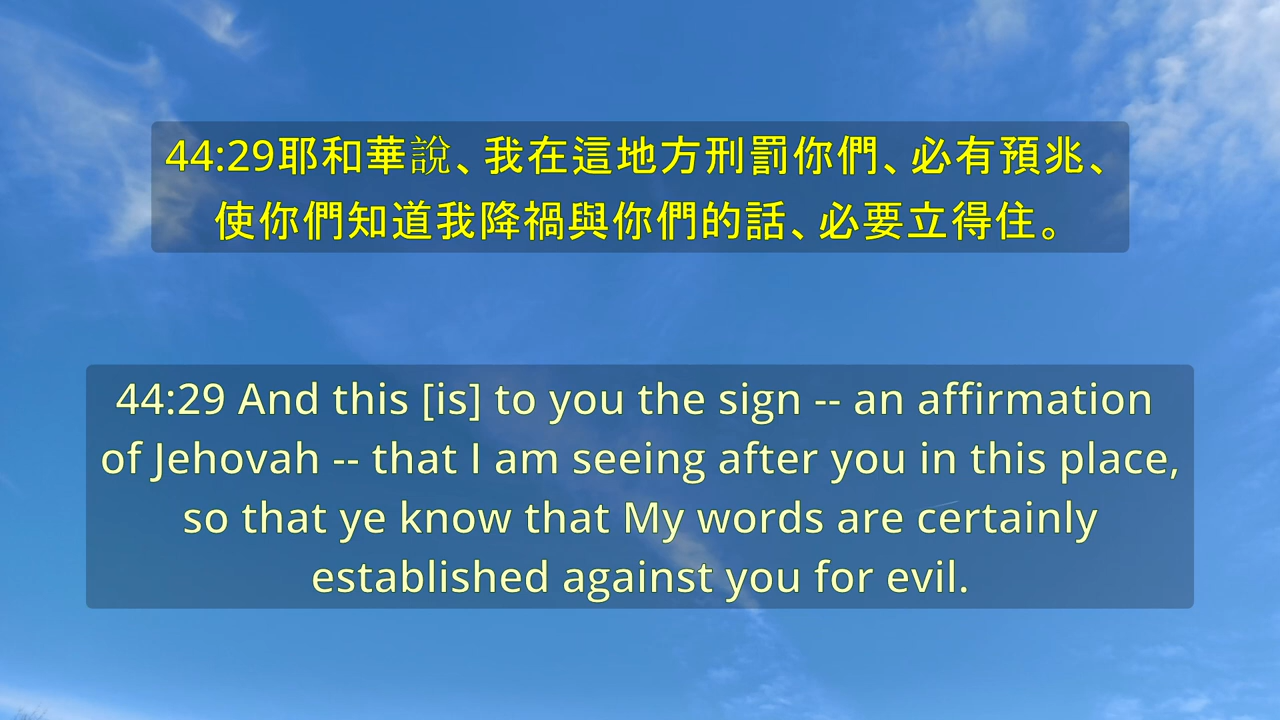 44:29耶和華說、我在這地方刑罰你們、必有預兆、
使你們知道我降禍與你們的話、必要立得住。
44:29 And this [is] to you the sign -- an affirmation
of Jehovah -- that I am seeing after you in this place,
so that ye know that My words are certainly
established against you for evil.